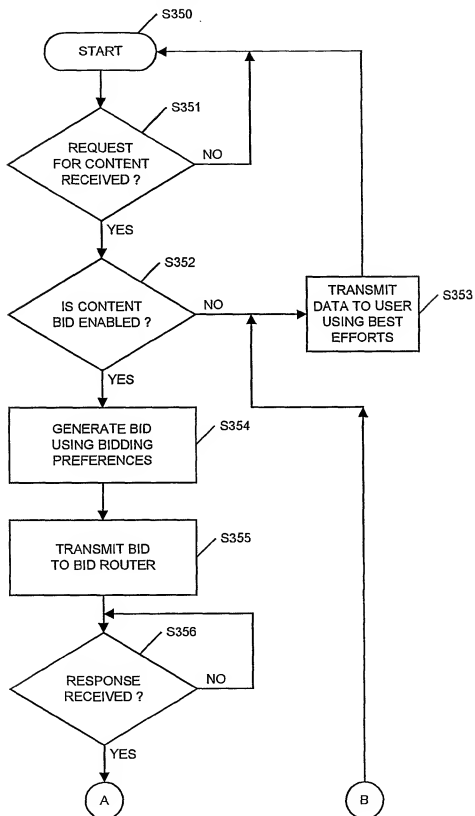 S350
START
S351
REQUEST
FOR CONTENT
RECEIVED ?
NO
YES
S352
IS CONTENT
BID ENABLED ?
NO
TRANSMIT
DATA TO USER
USING BEST
EFFORTS
S353
YES
GENERATE BID
USING BIDDING
PREFERENCES
S354
TRANSMIT BID
TO BID ROUTER
S355
S356
RESPONSE
RECEIVED ?
NO
YES
A
B